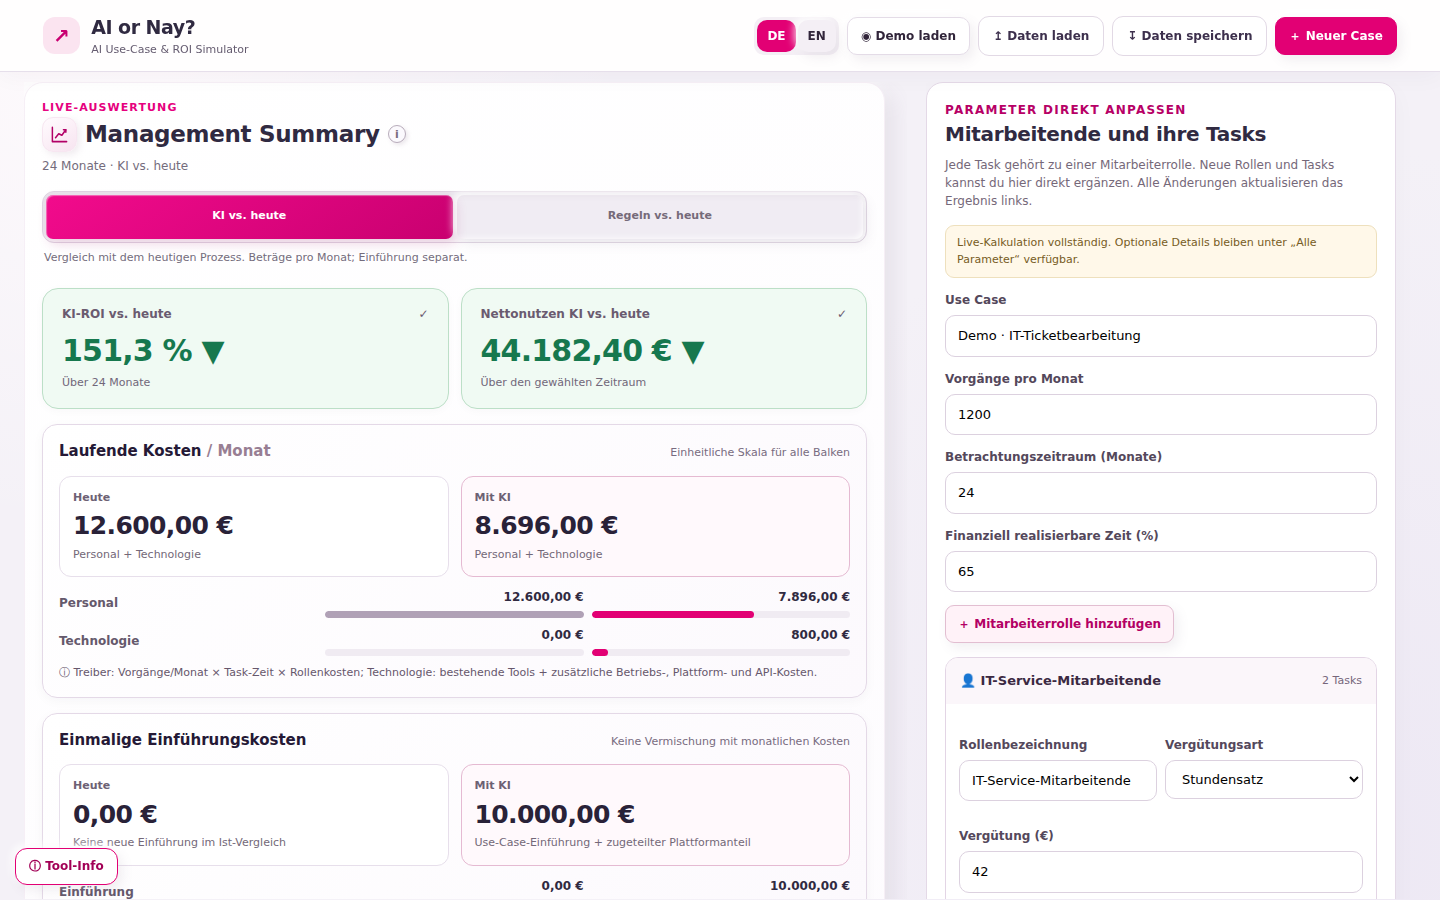 AI or Nay?
AI Use-Case & ROI Simulator
DE EN
◉ Demo laden
↥ Daten laden
↧ Daten speichern
+ Neuer Case
LIVE-AUSWERTUNG
Management Summary i
24 Monate · KI vs. heute
KI vs. heute
Regeln vs. heute
Vergleich mit dem heutigen Prozess. Beträge pro Monat; Einführung separat.
KI-ROI vs. heute ✓
151,3 % ▼
Über 24 Monate
Nettonutzen KI vs. heute ✓
44.182,40 € ▼
Über den gewählten Zeitraum
Laufende Kosten / Monat
Einheitliche Skala für alle Balken
Heute
12.600,00 €
Personal + Technologie
Mit KI
8.696,00 €
Personal + Technologie
Personal 12.600,00 € 7.896,00 €
Technologie 0,00 € 800,00 €
ⓘ Treiber: Vorgänge/Monat × Task-Zeit × Rollenkosten; Technologie: bestehende Tools + zusätzliche Betriebs-, Plattform- und API-Kosten.
Einmalige Einführungskosten
Keine Vermischung mit monatlichen Kosten
Heute
0,00 €
Keine neue Einführung im Ist-Vergleich
Mit KI
10.000,00 €
Use-Case-Einführung + zugeteilter Plattformanteil
Einführung 0,00 € 10.000,00 €
ⓘ Tool-Info
PARAMETER DIREKT ANPASSEN
Mitarbeitende und ihre Tasks
Jede Task gehört zu einer Mitarbeiterrolle. Neue Rollen und Tasks
kannst du hier direkt ergänzen. Alle Änderungen aktualisieren das
Ergebnis links.
Live-Kalkulation vollständig. Optionale Details bleiben unter „Alle
Parameter“ verfügbar.
Use Case
Demo · IT-Ticketbearbeitung
Vorgänge pro Monat
1200
Betrachtungszeitraum (Monate)
24
Finanziell realisierbare Zeit (%)
65
+ Mitarbeiterrolle hinzufügen
👤 IT-Service-Mitarbeitende
2 Tasks
Rollenbezeichnung
IT-Service-Mitarbeitende
Vergütungsart
Stundensatz
Vergütung (€)
42